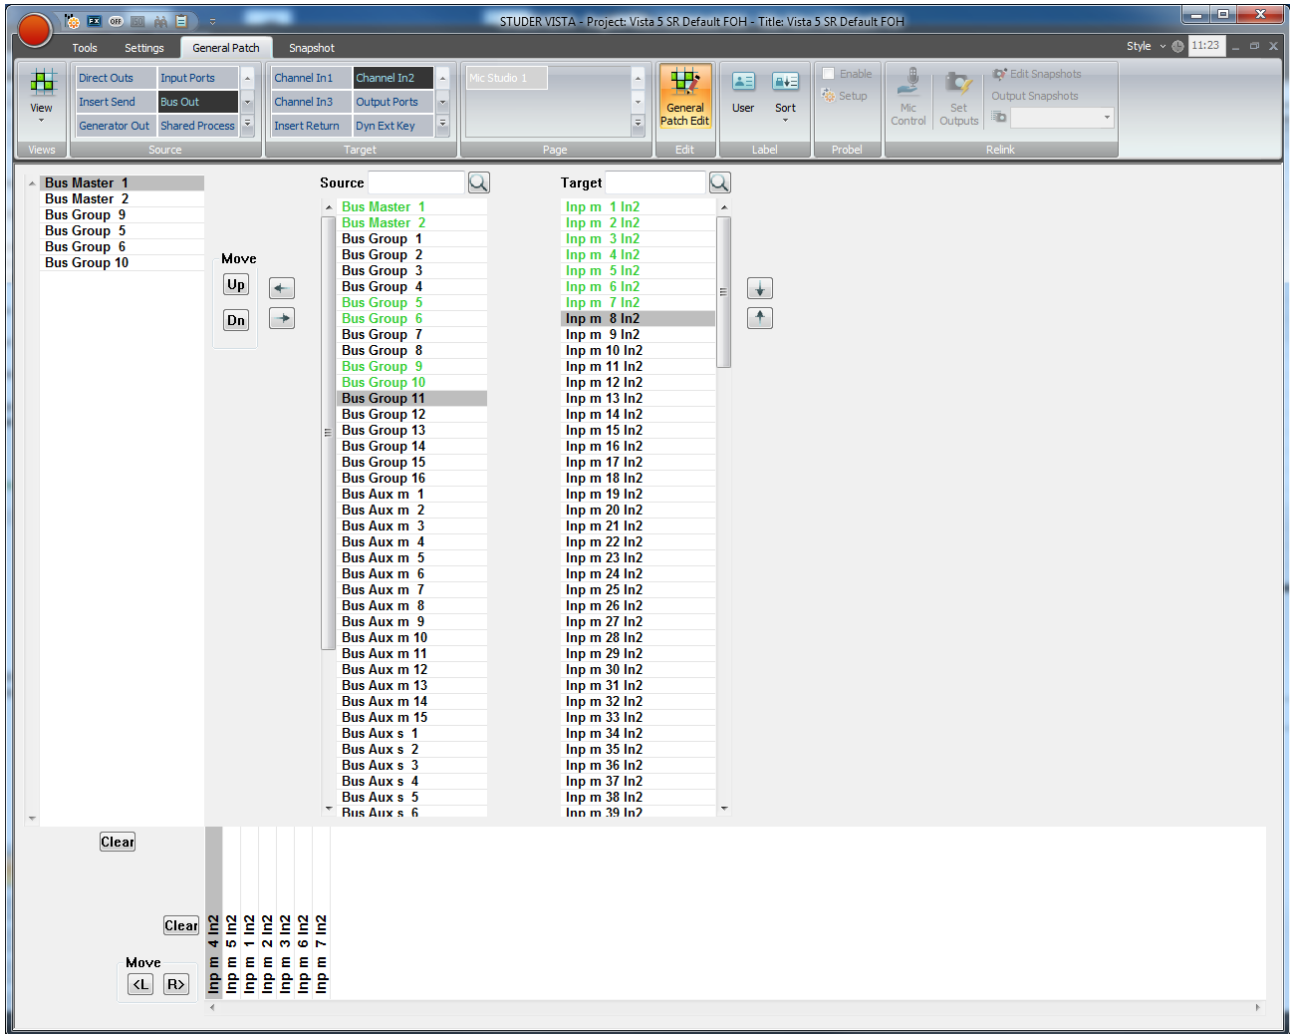 STUDER VISTA - Project: Vista 5 SR Default FOH - Title: Vista 5 SR Default FOH
FX OFF
Tools Settings General Patch Snapshot Style 11:23
View
Views
Direct Outs Input Ports
Insert Send Bus Out
Generator Out Shared Process
Source
Channel In1 Channel In2
Channel In3 Output Ports
Insert Return Dyn Ext Key
Target
Mic Studio 1
Page
General
Patch Edit
Edit
User Sort
Label
Enable
Setup
Probel
Mic
Control
Set
Outputs
Edit Snapshots
Output Snapshots
Relink
Bus Master 1
Bus Master 2
Bus Group 9
Bus Group 5
Bus Group 6
Bus Group 10
Move
Up
Dn
Source
Bus Master 1
Bus Master 2
Bus Group 1
Bus Group 2
Bus Group 3
Bus Group 4
Bus Group 5
Bus Group 6
Bus Group 7
Bus Group 8
Bus Group 9
Bus Group 10
Bus Group 11
Bus Group 12
Bus Group 13
Bus Group 14
Bus Group 15
Bus Group 16
Bus Aux m 1
Bus Aux m 2
Bus Aux m 3
Bus Aux m 4
Bus Aux m 5
Bus Aux m 6
Bus Aux m 7
Bus Aux m 8
Bus Aux m 9
Bus Aux m 10
Bus Aux m 11
Bus Aux m 12
Bus Aux m 13
Bus Aux m 14
Bus Aux m 15
Bus Aux s 1
Bus Aux s 2
Bus Aux s 3
Bus Aux s 4
Bus Aux s 5
Bus Aux s 6
Target
Inp m 1 In2
Inp m 2 In2
Inp m 3 In2
Inp m 4 In2
Inp m 5 In2
Inp m 6 In2
Inp m 7 In2
Inp m 8 In2
Inp m 9 In2
Inp m 10 In2
Inp m 11 In2
Inp m 12 In2
Inp m 13 In2
Inp m 14 In2
Inp m 15 In2
Inp m 16 In2
Inp m 17 In2
Inp m 18 In2
Inp m 19 In2
Inp m 20 In2
Inp m 21 In2
Inp m 22 In2
Inp m 23 In2
Inp m 24 In2
Inp m 25 In2
Inp m 26 In2
Inp m 27 In2
Inp m 28 In2
Inp m 29 In2
Inp m 30 In2
Inp m 31 In2
Inp m 32 In2
Inp m 33 In2
Inp m 34 In2
Inp m 35 In2
Inp m 36 In2
Inp m 37 In2
Inp m 38 In2
Inp m 39 In2
Clear
Clear
Move
<L R>
Inp m 4 In2
Inp m 5 In2
Inp m 1 In2
Inp m 2 In2
Inp m 3 In2
Inp m 6 In2
Inp m 7 In2